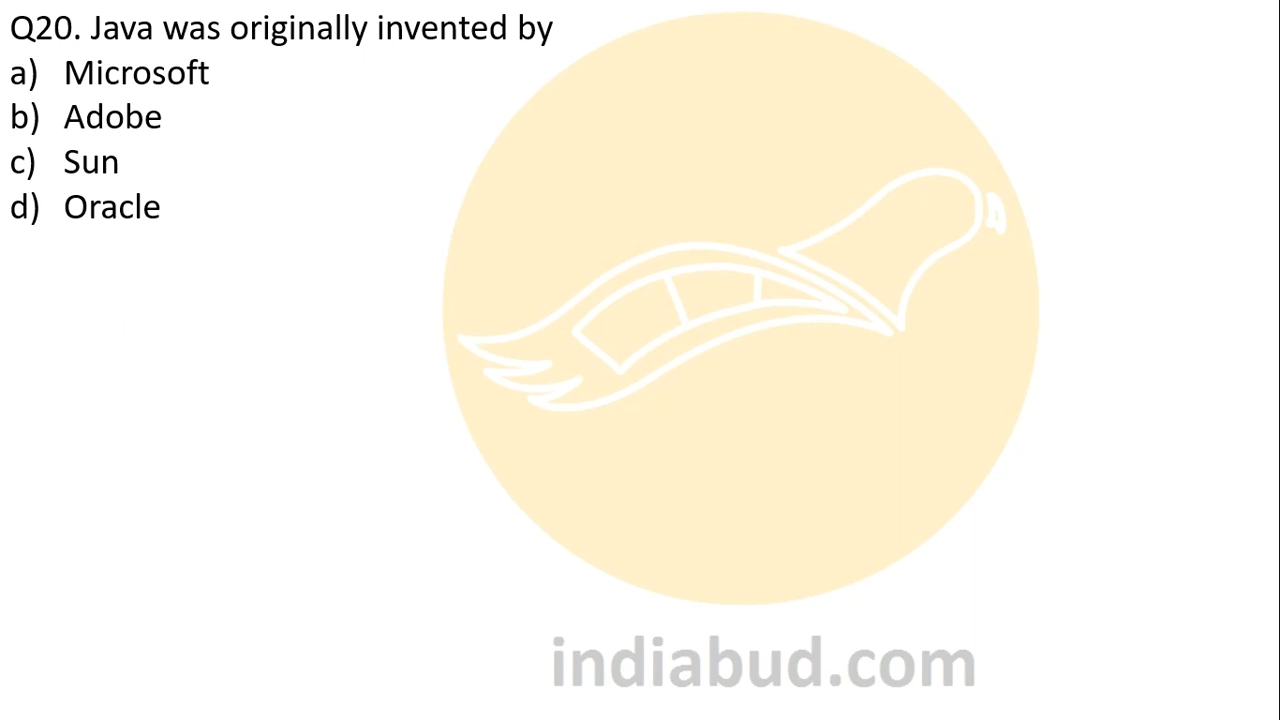 Q20. Java was originally invented by
a) Microsoft
b) Adobe
c) Sun
d) Oracle
indiabud.com